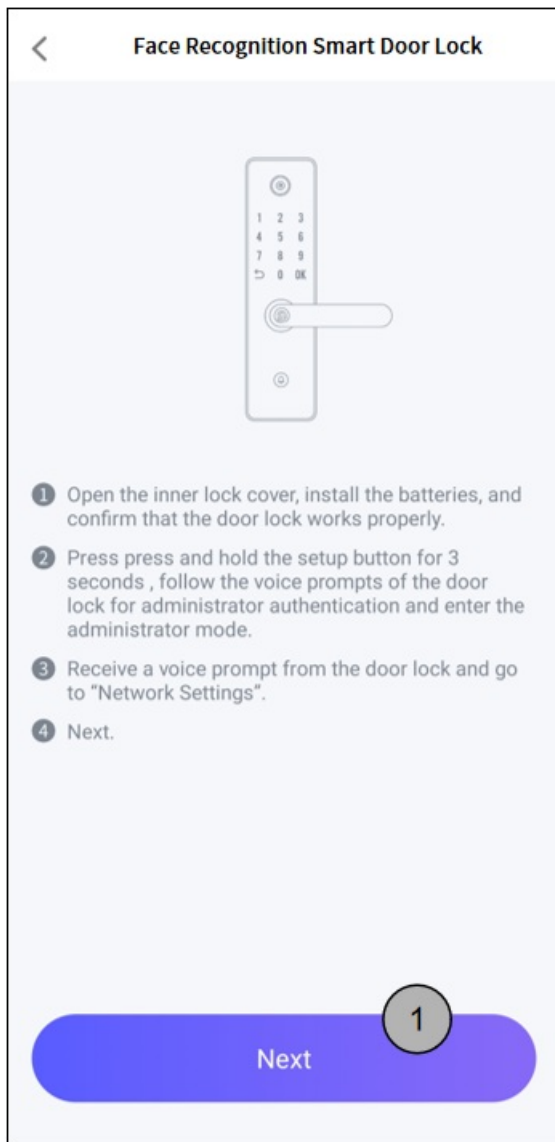 Face Recognition Smart Door Lock
1 2 3
4 5 6
7 8 9
0 OK
1 Open the inner lock cover, install the batteries, and
confirm that the door lock works properly.
2 Press press and hold the setup button for 3
seconds , follow the voice prompts of the door
lock for administrator authentication and enter the
administrator mode.
3 Receive a voice prompt from the door lock and go
to “Network Settings”.
4 Next.
1
Next